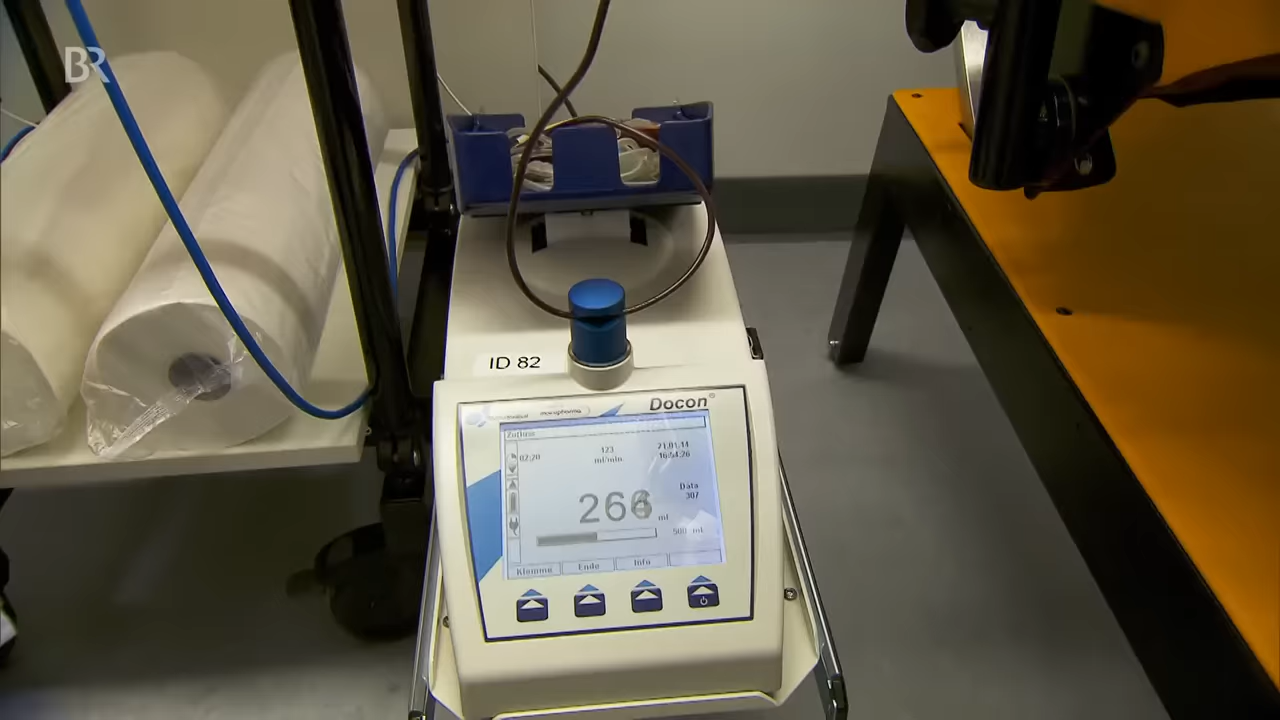 BR
ID 82
macopharma
Docon®
Zufluss
02:20
123
ml/min.
21.01.14
16:54:26
Data
307
ml
500 ml
Klemme Ende Info